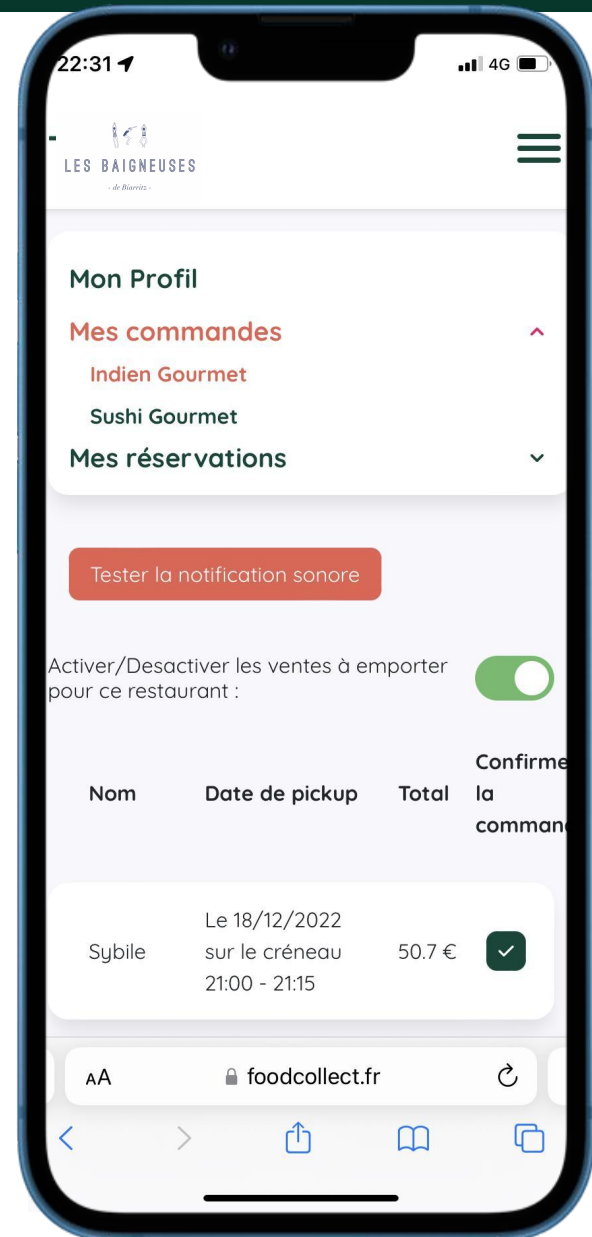 22:31
4G
LES BAIGNEUSES
- de Biarritz -
Mon Profil
Mes commandes
Indien Gourmet
Sushi Gourmet
Mes réservations
Tester la notification sonore
Activer/Desactiver les ventes à emporter
pour ce restaurant :
Nom
Date de pickup
Total
Confirme
la
comman
Sybile
Le 18/12/2022
sur le créneau
21:00 - 21:15
50.7 €
AA
foodcollect.fr